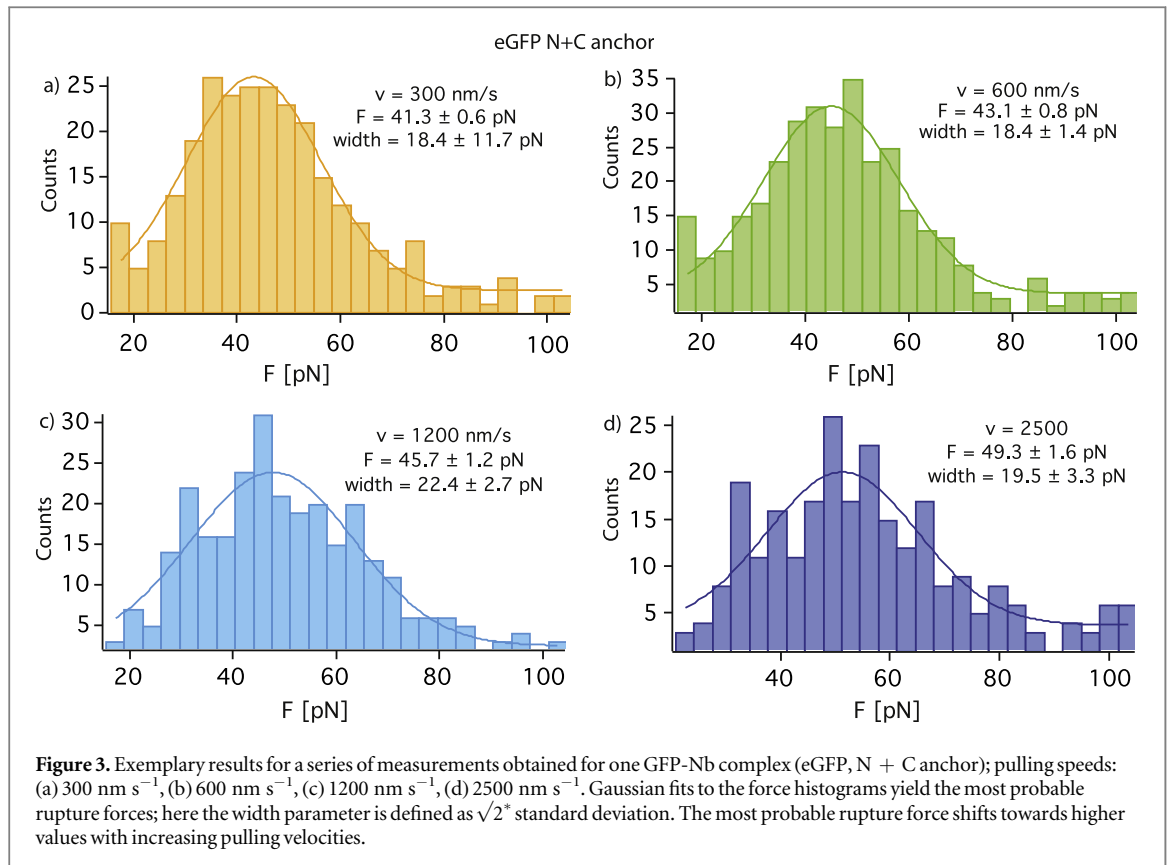 eGFP N+C anchor
a)
v = 300 nm/s
F = 41.3 ± 0.6 pN
width = 18.4 ± 11.7 pN
Counts
25
20
15
10
5
0
20 40 60 80 100
F [pN]
b)
v = 600 nm/s
F = 43.1 ± 0.8 pN
width = 18.4 ± 1.4 pN
Counts
35
30
25
20
15
10
5
20 40 60 80 100
F [pN]
c)
v = 1200 nm/s
F = 45.7 ± 1.2 pN
width = 22.4 ± 2.7 pN
Counts
30
25
20
15
10
5
20 40 60 80 100
F [pN]
d)
v = 2500
F = 49.3 ± 1.6 pN
width = 19.5 ± 3.3 pN
Counts
25
20
15
10
5
40 60 80 100
F [pN]
Figure 3. Exemplary results for a series of measurements obtained for one GFP-Nb complex (eGFP, N + C anchor); pulling speeds:
(a) 300 nm s⁻¹, (b) 600 nm s⁻¹, (c) 1200 nm s⁻¹, (d) 2500 nm s⁻¹. Gaussian fits to the force histograms yield the most probable
rupture forces; here the width parameter is defined as √2* standard deviation. The most probable rupture force shifts towards higher
values with increasing pulling velocities.